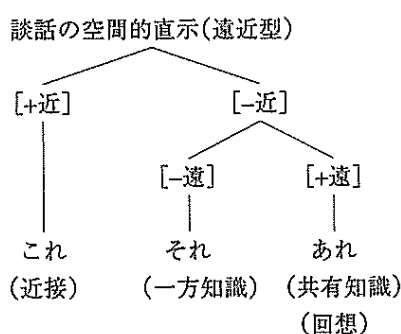 談話の空間的直示(遠近型)
[+近] [−近]
[−遠] [+遠]
これ それ あれ
(近接) (一方知識) (共有知識)
(回想)